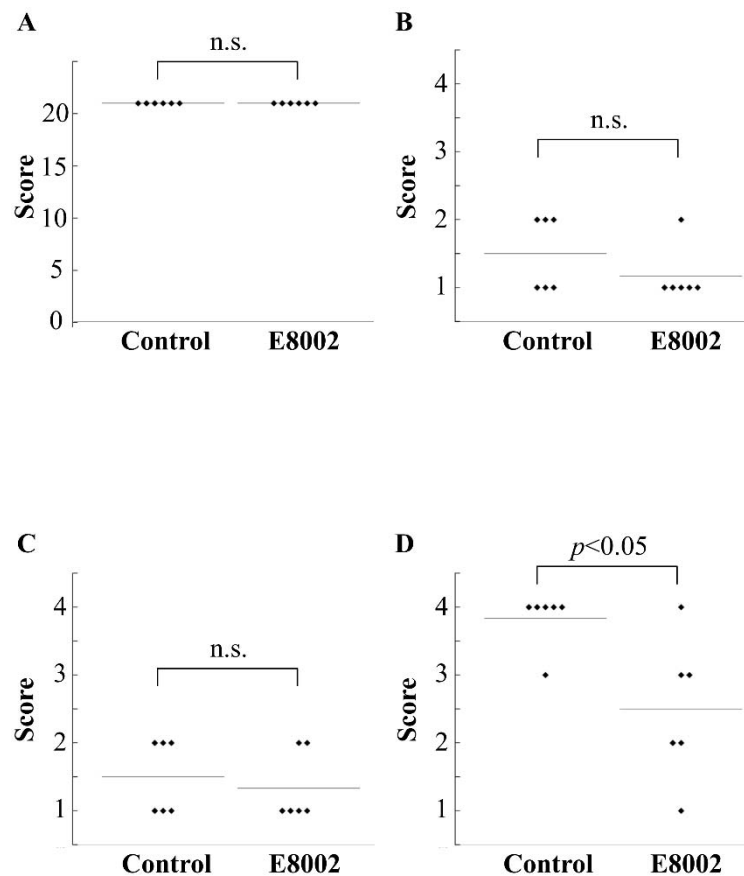 A
n.s.
Score
20
15
10
5
0
Control E8002
B
n.s.
Score
4
3
2
1
Control E8002
C
n.s.
Score
4
3
2
1
Control E8002
D
p<0.05
Score
4
3
2
1
Control E8002